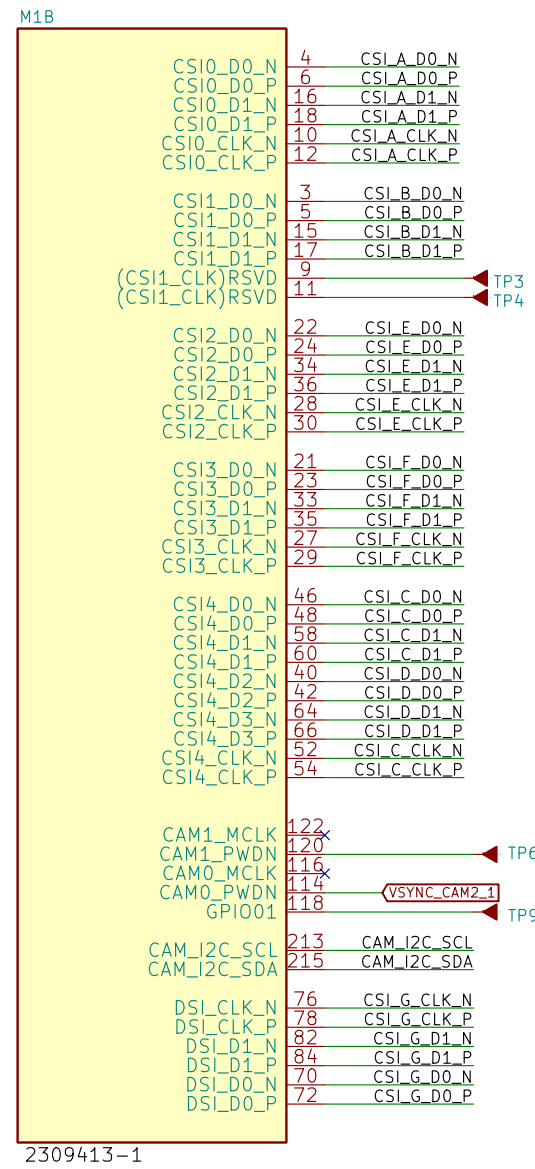 M1B
CSI0_D0_N 4 CSI_A_D0_N
CSI0_D0_P 6 CSI_A_D0_P
CSI0_D1_N 16 CSI_A_D1_N
CSI0_D1_P 18 CSI_A_D1_P
CSI0_CLK_N 10 CSI_A_CLK_N
CSI0_CLK_P 12 CSI_A_CLK_P
CSI1_D0_N 3 CSI_B_D0_N
CSI1_D0_P 5 CSI_B_D0_P
CSI1_D1_N 15 CSI_B_D1_N
CSI1_D1_P 17 CSI_B_D1_P
(CSI1_CLK)RSVD 9 TP3
(CSI1_CLK)RSVD 11 TP4
CSI2_D0_N 22 CSI_E_D0_N
CSI2_D0_P 24 CSI_E_D0_P
CSI2_D1_N 34 CSI_E_D1_N
CSI2_D1_P 36 CSI_E_D1_P
CSI2_CLK_N 28 CSI_E_CLK_N
CSI2_CLK_P 30 CSI_E_CLK_P
CSI3_D0_N 21 CSI_F_D0_N
CSI3_D0_P 23 CSI_F_D0_P
CSI3_D1_N 33 CSI_F_D1_N
CSI3_D1_P 35 CSI_F_D1_P
CSI3_CLK_N 27 CSI_F_CLK_N
CSI3_CLK_P 29 CSI_F_CLK_P
CSI4_D0_N 46 CSI_C_D0_N
CSI4_D0_P 48 CSI_C_D0_P
CSI4_D1_N 58 CSI_C_D1_N
CSI4_D1_P 60 CSI_C_D1_P
CSI4_D2_N 40 CSI_D_D0_N
CSI4_D2_P 42 CSI_D_D0_P
CSI4_D3_N 64 CSI_D_D1_N
CSI4_D3_P 66 CSI_D_D1_P
CSI4_CLK_N 52 CSI_C_CLK_N
CSI4_CLK_P 54 CSI_C_CLK_P
CAM1_MCLK 122
CAM1_PWDN 120 TP6
CAM0_MCLK 116
CAM0_PWDN 114 VSYNC_CAM2_1
GPIO01 118 TP9
CAM_I2C_SCL 213 CAM_I2C_SCL
CAM_I2C_SDA 215 CAM_I2C_SDA
DSI_CLK_N 76 CSI_G_CLK_N
DSI_CLK_P 78 CSI_G_CLK_P
DSI_D1_N 82 CSI_G_D1_N
DSI_D1_P 84 CSI_G_D1_P
DSI_D0_N 70 CSI_G_D0_N
DSI_D0_P 72 CSI_G_D0_P
2309413-1